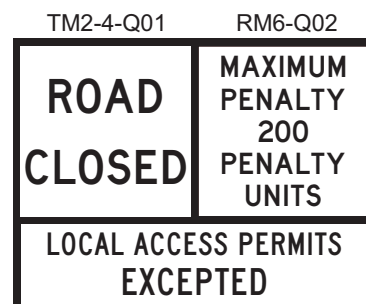 TM2-4-Q01 RM6-Q02
ROAD
CLOSED
MAXIMUM
PENALTY
200
PENALTY
UNITS
LOCAL ACCESS PERMITS
EXCEPTED